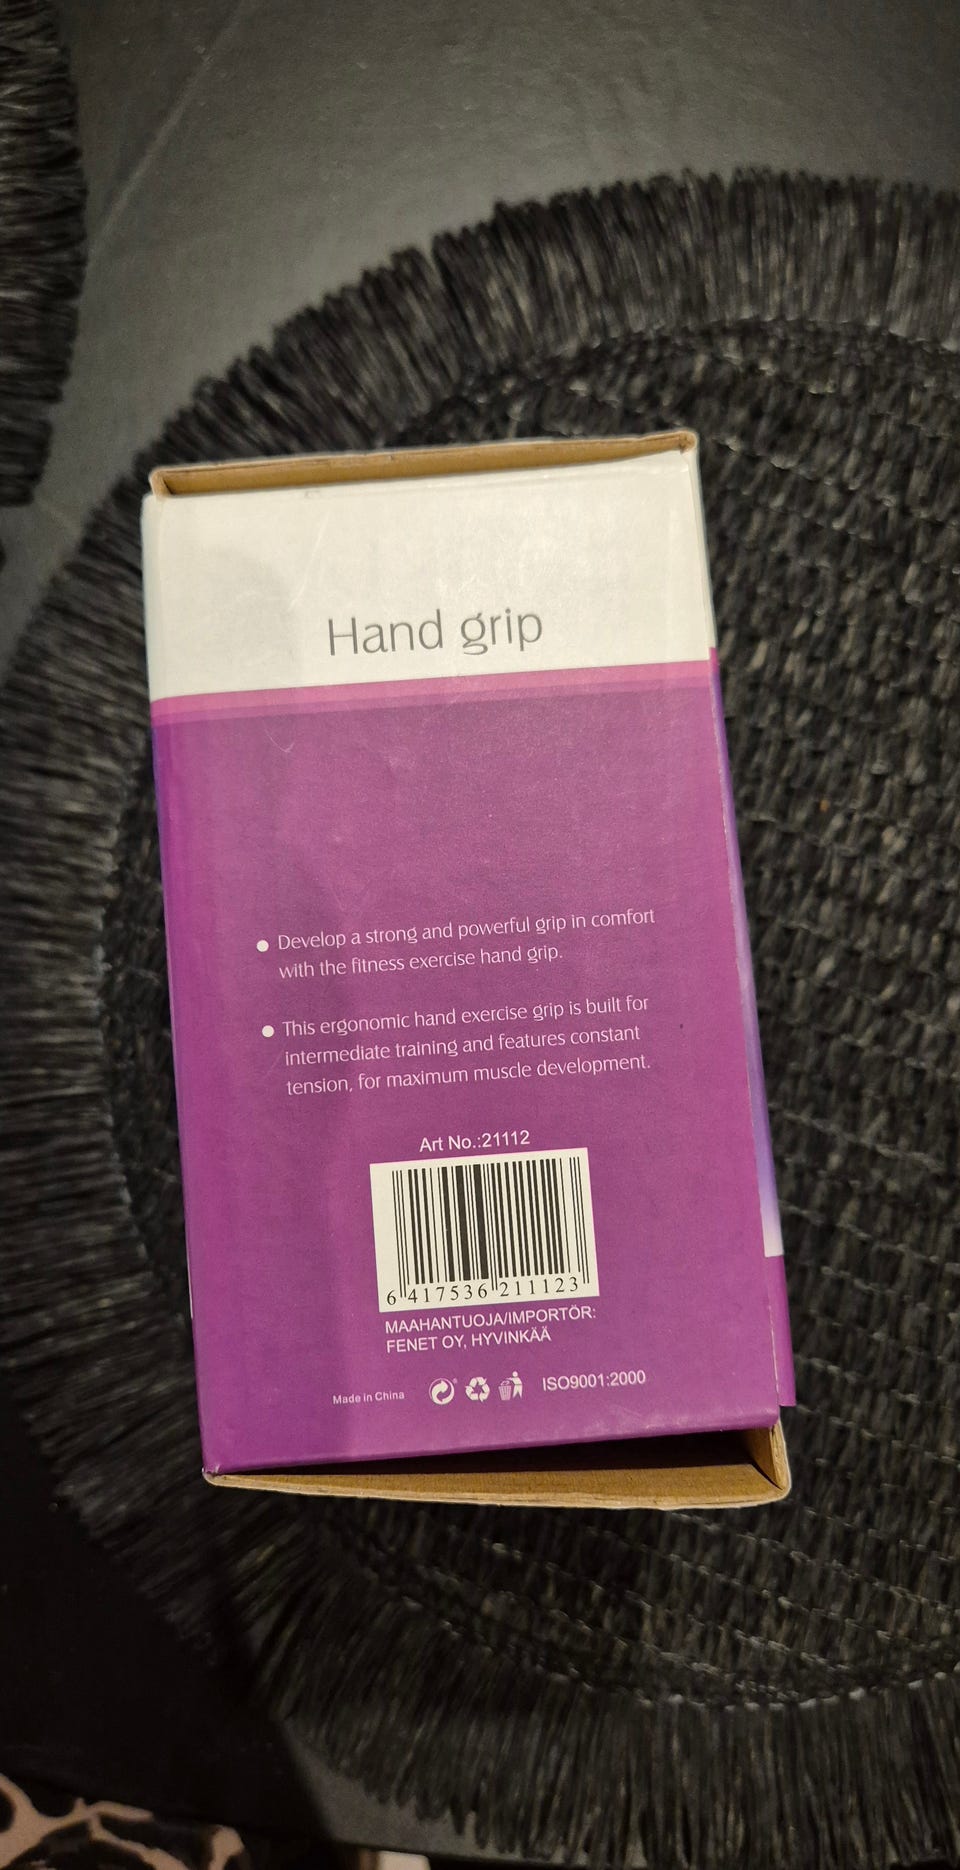 Hand grip
● Develop a strong and powerful grip in comfort
with the fitness exercise hand grip.
● This ergonomic hand exercise grip is built for
intermediate training and features constant
tension, for maximum muscle development.
Art No.:21112
6 417536 211123
MAAHANTUOJA/IMPORTÖR:
FENET OY, HYVINKÄÄ
Made in China ISO9001:2000